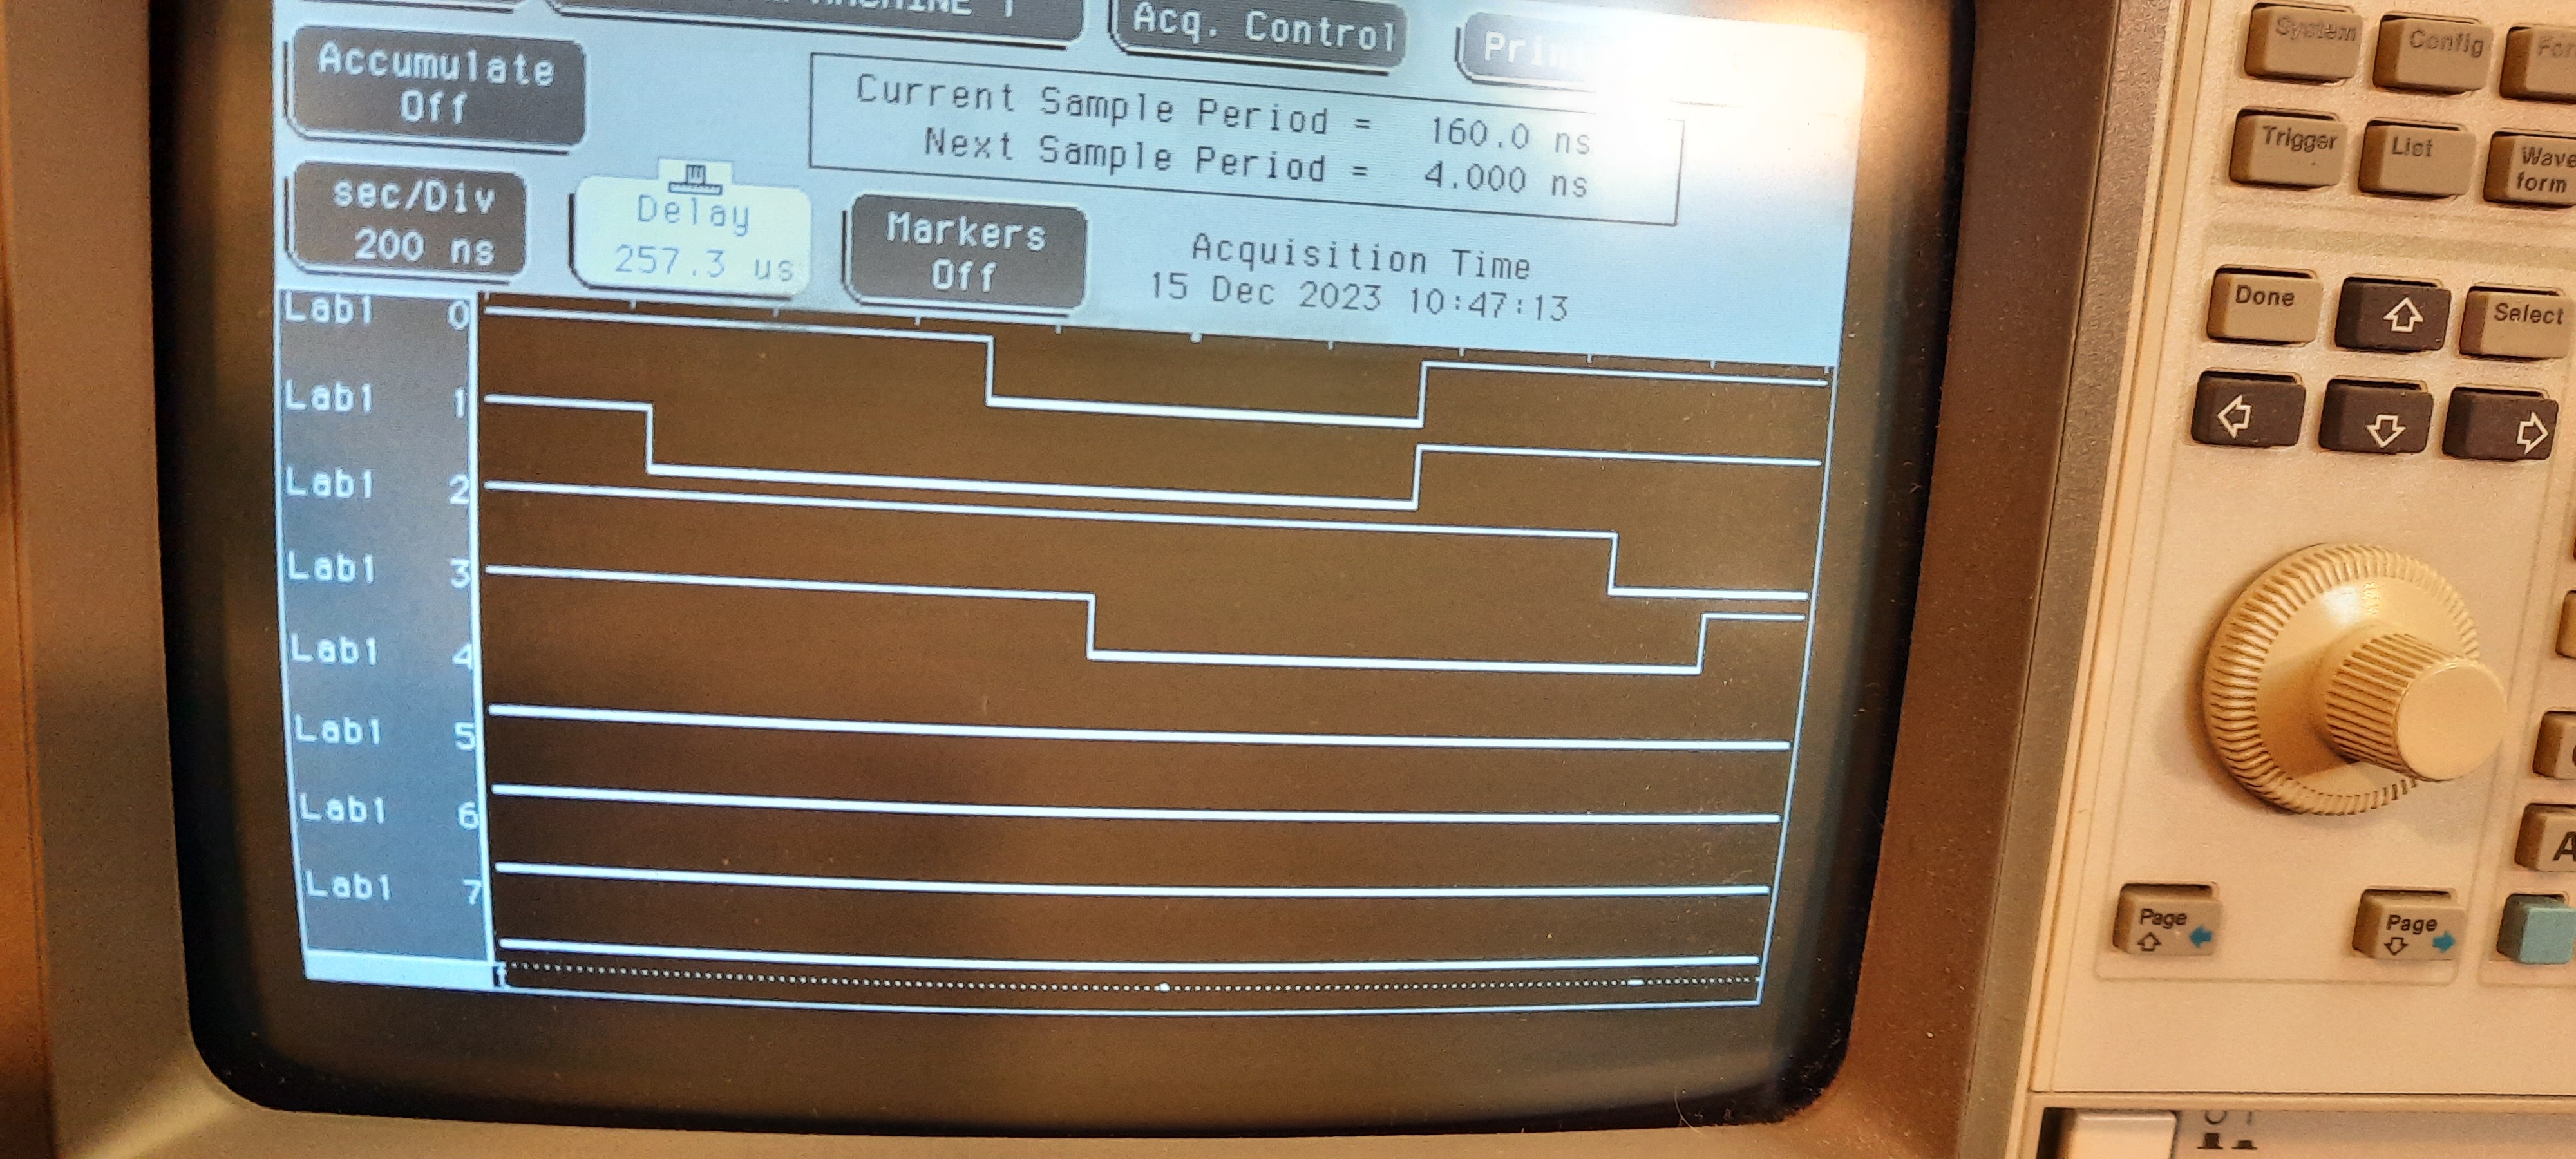 MACHINE 1
Acq. Control
Accumulate
Off
Current Sample Period = 160.0 ns
Next Sample Period = 4.000 ns
sec/Div
200 ns
Delay
257.3 us
Markers
Off
Acquisition Time
15 Dec 2023 10:47:13
Lab1 0
Lab1 1
Lab1 2
Lab1 3
Lab1 4
Lab1 5
Lab1 6
Lab1 7
System
Config
Trigger
List
Wave
form
Done
Select
Page
Page
A